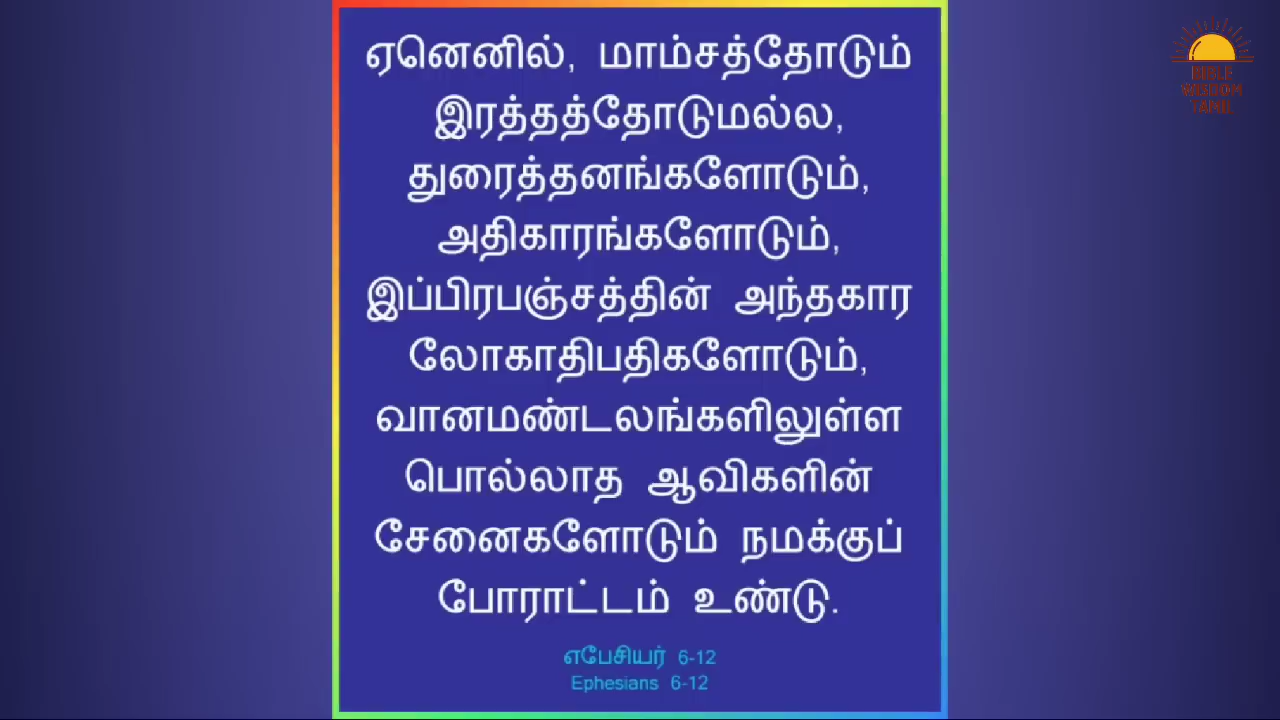 ஏனெனில், மாம்சத்தோடும்
இரத்தத்தோடுமல்ல,
துரைத்தனங்களோடும்,
அதிகாரங்களோடும்,
இப்பிரபஞ்சத்தின் அந்தகார
லோகாதிபதிகளோடும்,
வானமண்டலங்களிலுள்ள
பொல்லாத ஆவிகளின்
சேனைகளோடும் நமக்குப்
போராட்டம் உண்டு.
எபேசியர் 6-12
Ephesians 6-12
BIBLE
WISDOM
TAMIL